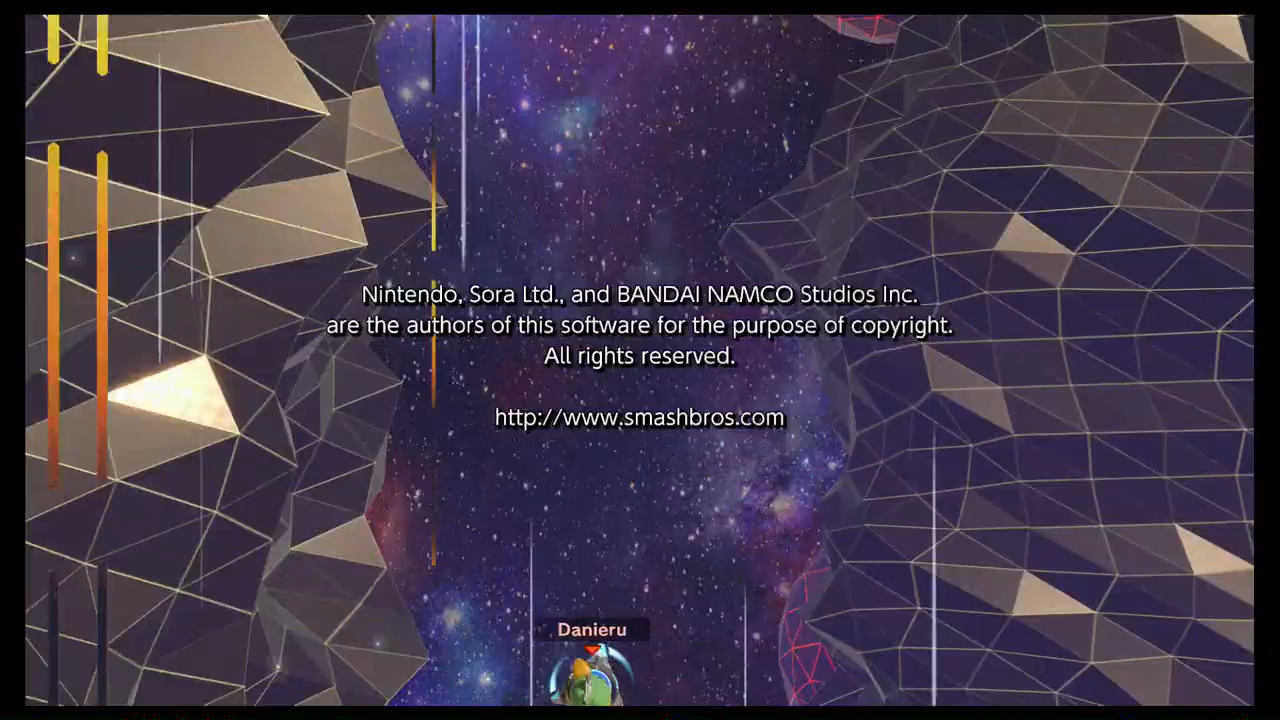 Nintendo, Sora Ltd., and BANDAI NAMCO Studios Inc.
are the authors of this software for the purpose of copyright.
All rights reserved.
http://www.smashbros.com
Danieru